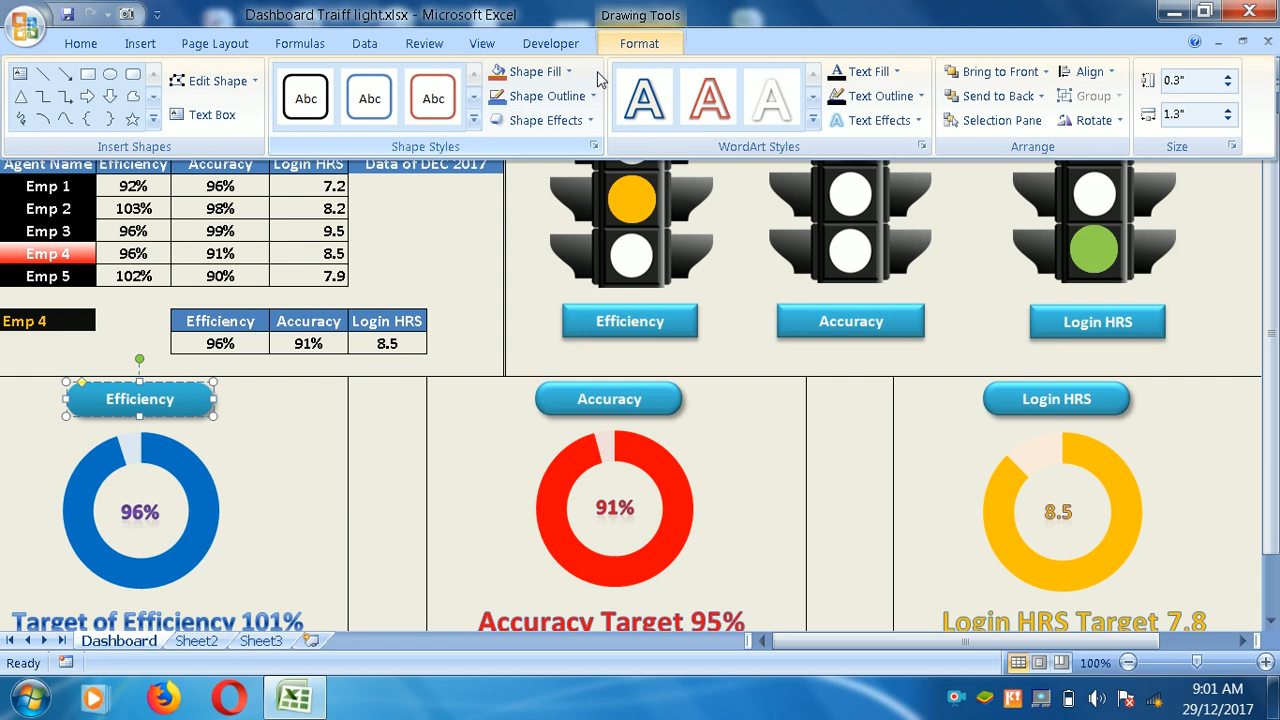 Dashboard Traiff light.xlsx - Microsoft Excel
Drawing Tools
Home Insert Page Layout Formulas Data Review View Developer Format
Edit Shape
Text Box
Insert Shapes
Abc Abc Abc
Shape Fill
Shape Outline
Shape Effects
Shape Styles
A A A
Text Fill
Text Outline
Text Effects
WordArt Styles
Bring to Front
Send to Back
Selection Pane
Align
Group
Rotate
Arrange
0.3"
1.3"
Size
Agent Name Efficiency Accuracy Login HRS Data of DEC 2017
Emp 1 92% 96% 7.2
Emp 2 103% 98% 8.2
Emp 3 96% 99% 9.5
Emp 4 96% 91% 8.5
Emp 5 102% 90% 7.9
Emp 4 Efficiency Accuracy Login HRS
96% 91% 8.5
Efficiency Accuracy Login HRS
Efficiency Accuracy Login HRS
96% 91% 8.5
Target of Efficiency 101% Accuracy Target 95% Login HRS Target 7.8
Dashboard Sheet2 Sheet3
Ready 100%
9:01 AM
29/12/2017